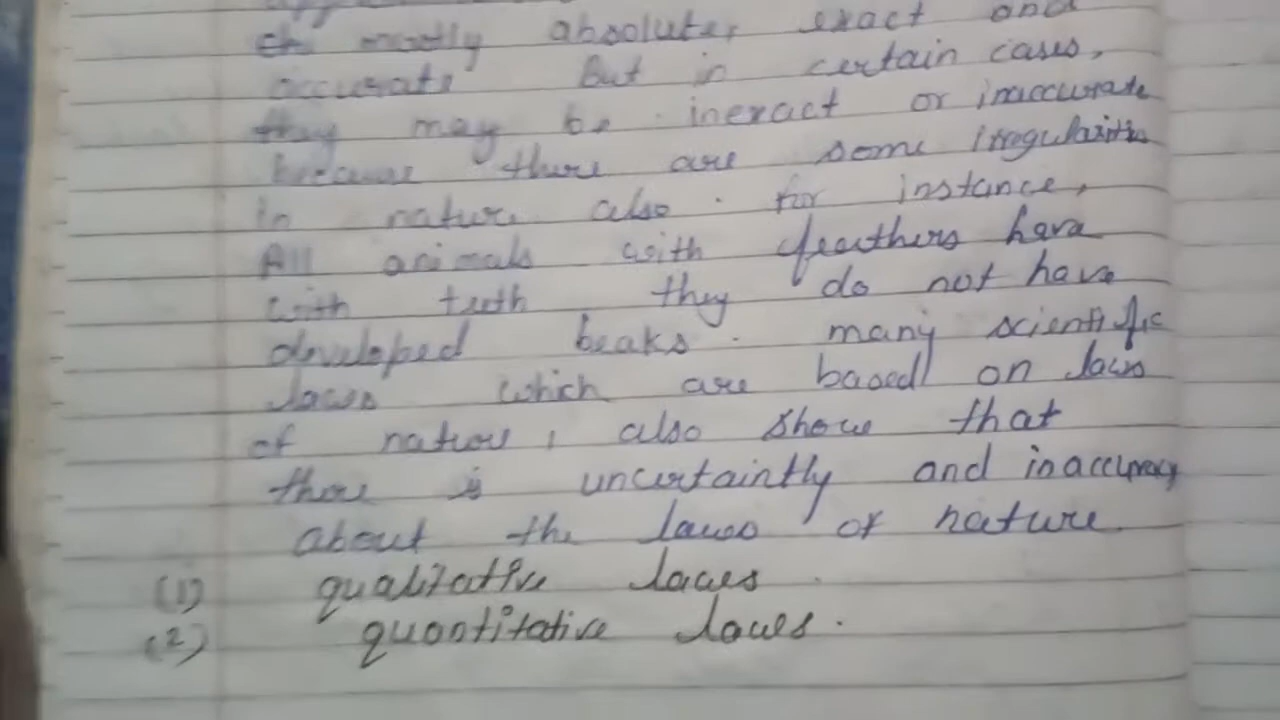 mostly absolute, exact and
accurate But in certain cases,
they may be inexact or inaccurate
because there are some irregularities
in nature also. for instance,
All animals with feathers have
with teeth they do not have
developed beaks. many scientific
laws which are based on laws
of nature, also show that
there is uncertaintly and inaccuracy
about the laws of nature.
(1) qualitative laws.
(2) quantitative laws.